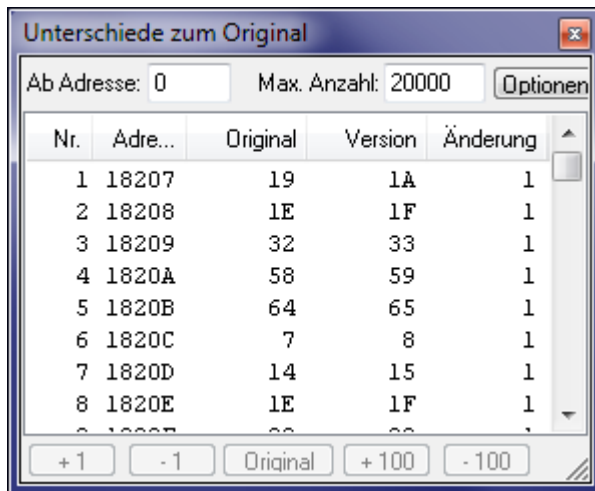 Unterschiede zum Original
Ab Adresse: 0 Max. Anzahl: 20000 Optionen
Nr. Adre... Original Version Änderung
1 18207 19 1A 1
2 18208 1E 1F 1
3 18209 32 33 1
4 1820A 58 59 1
5 1820B 64 65 1
6 1820C 7 8 1
7 1820D 14 15 1
8 1820E 1E 1F 1
+1 -1 Original +100 -100